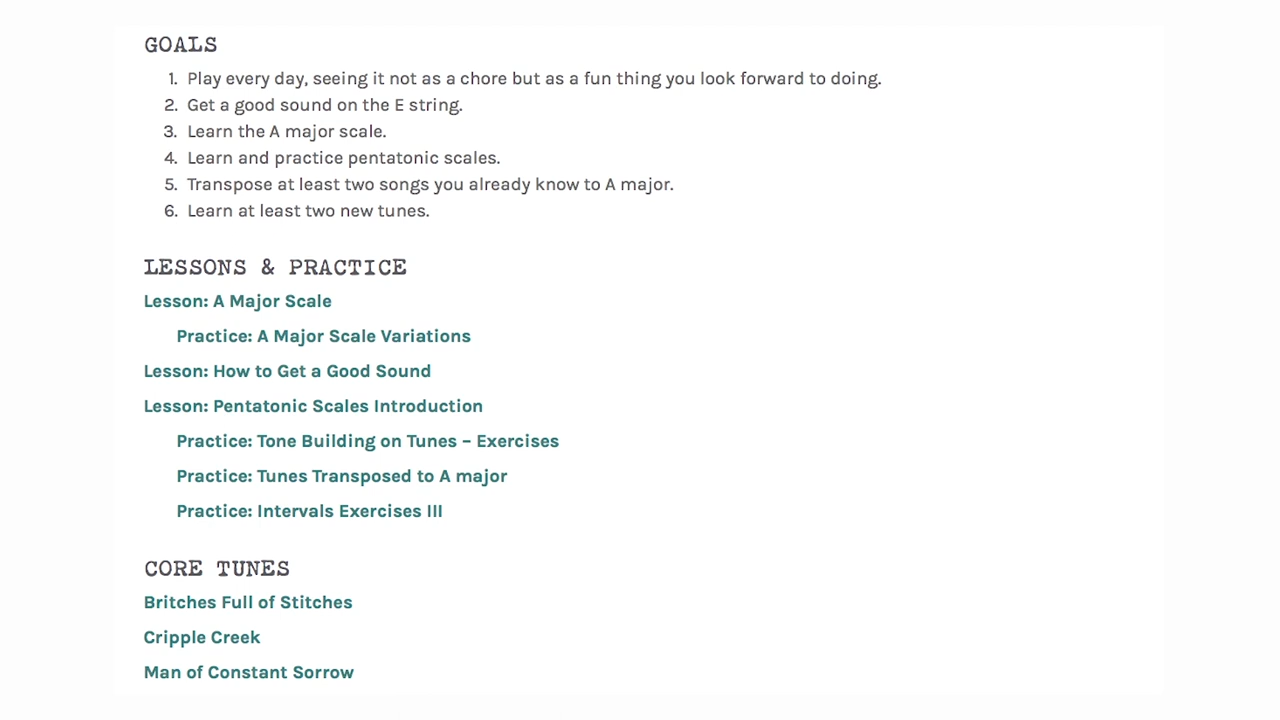 GOALS
1. Play every day, seeing it not as a chore but as a fun thing you look forward to doing.
2. Get a good sound on the E string.
3. Learn the A major scale.
4. Learn and practice pentatonic scales.
5. Transpose at least two songs you already know to A major.
6. Learn at least two new tunes.
LESSONS & PRACTICE
Lesson: A Major Scale
Practice: A Major Scale Variations
Lesson: How to Get a Good Sound
Lesson: Pentatonic Scales Introduction
Practice: Tone Building on Tunes – Exercises
Practice: Tunes Transposed to A major
Practice: Intervals Exercises III
CORE TUNES
Britches Full of Stitches
Cripple Creek
Man of Constant Sorrow